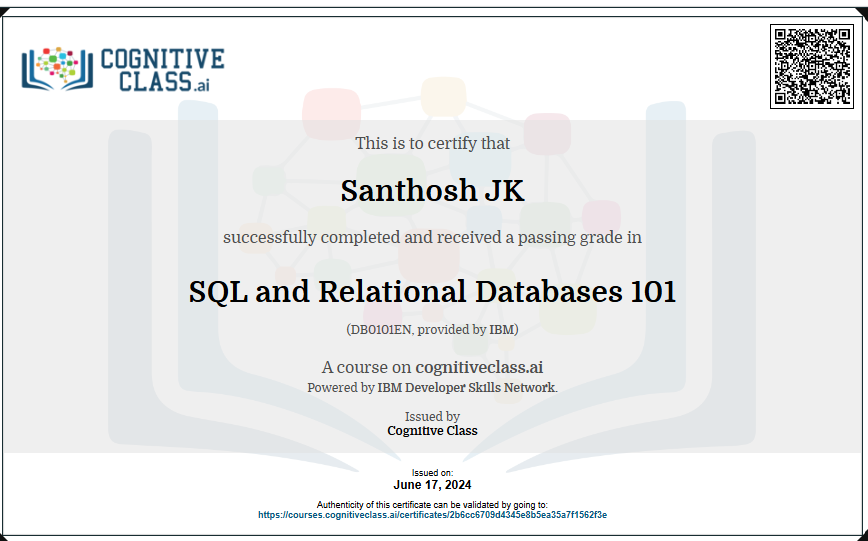 COGNITIVE
CLASS.ai
This is to certify that
Santhosh JK
successfully completed and received a passing grade in
SQL and Relational Databases 101
(DB0101EN, provided by IBM)
A course on cognitiveclass.ai
Powered by IBM Developer Skills Network.
Issued by
Cognitive Class
Issued on:
June 17, 2024
Authenticity of this certificate can be validated by going to:
https://courses.cognitiveclass.ai/certificates/2b6cc6709d4345e8b5ea35a7f1562f3e